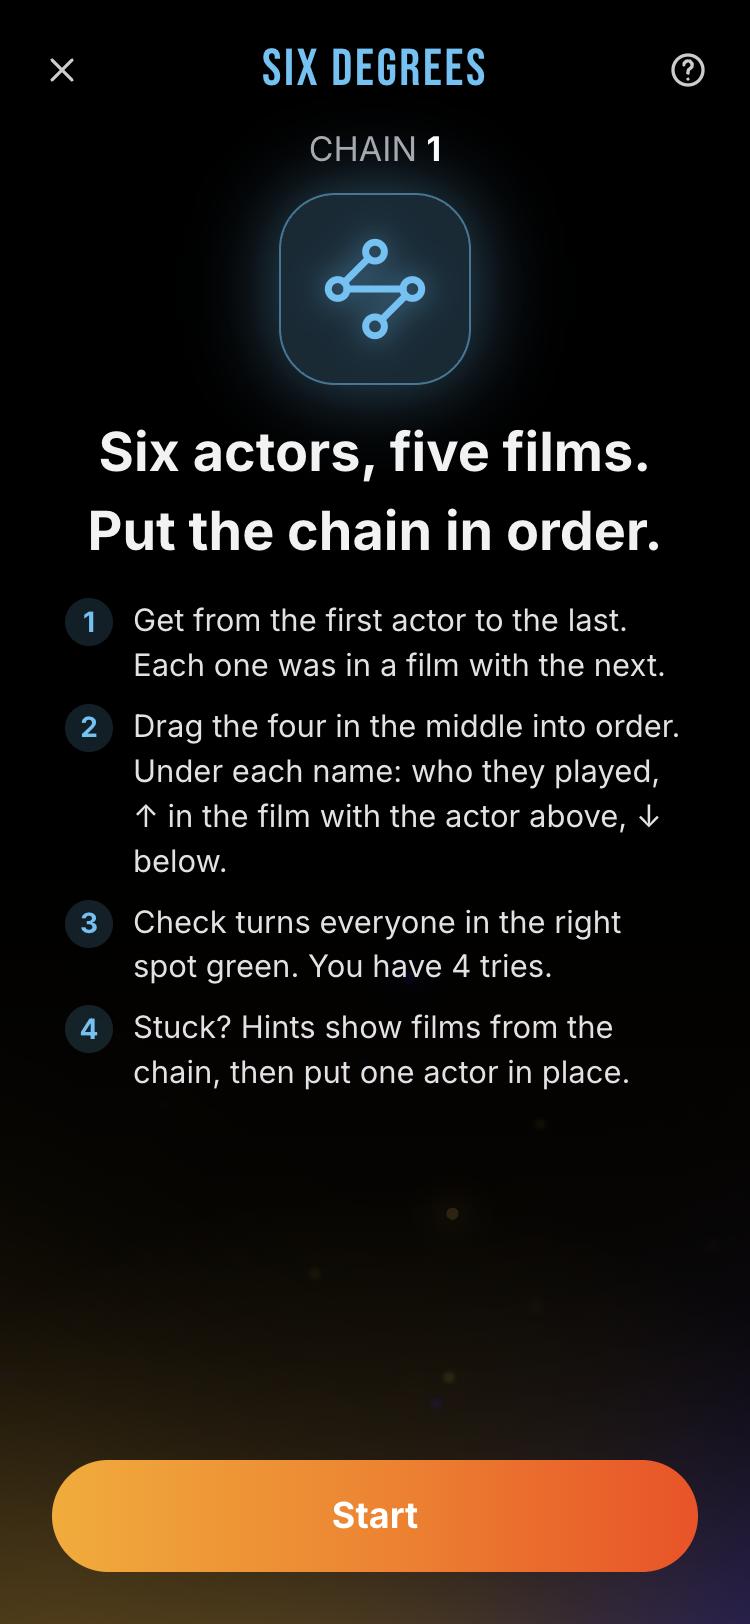 SIX DEGREES
CHAIN 1
Six actors, five films.
Put the chain in order.
1 Get from the first actor to the last.
Each one was in a film with the next.
2 Drag the four in the middle into order.
Under each name: who they played,
↑ in the film with the actor above, ↓
below.
3 Check turns everyone in the right
spot green. You have 4 tries.
4 Stuck? Hints show films from the
chain, then put one actor in place.
Start